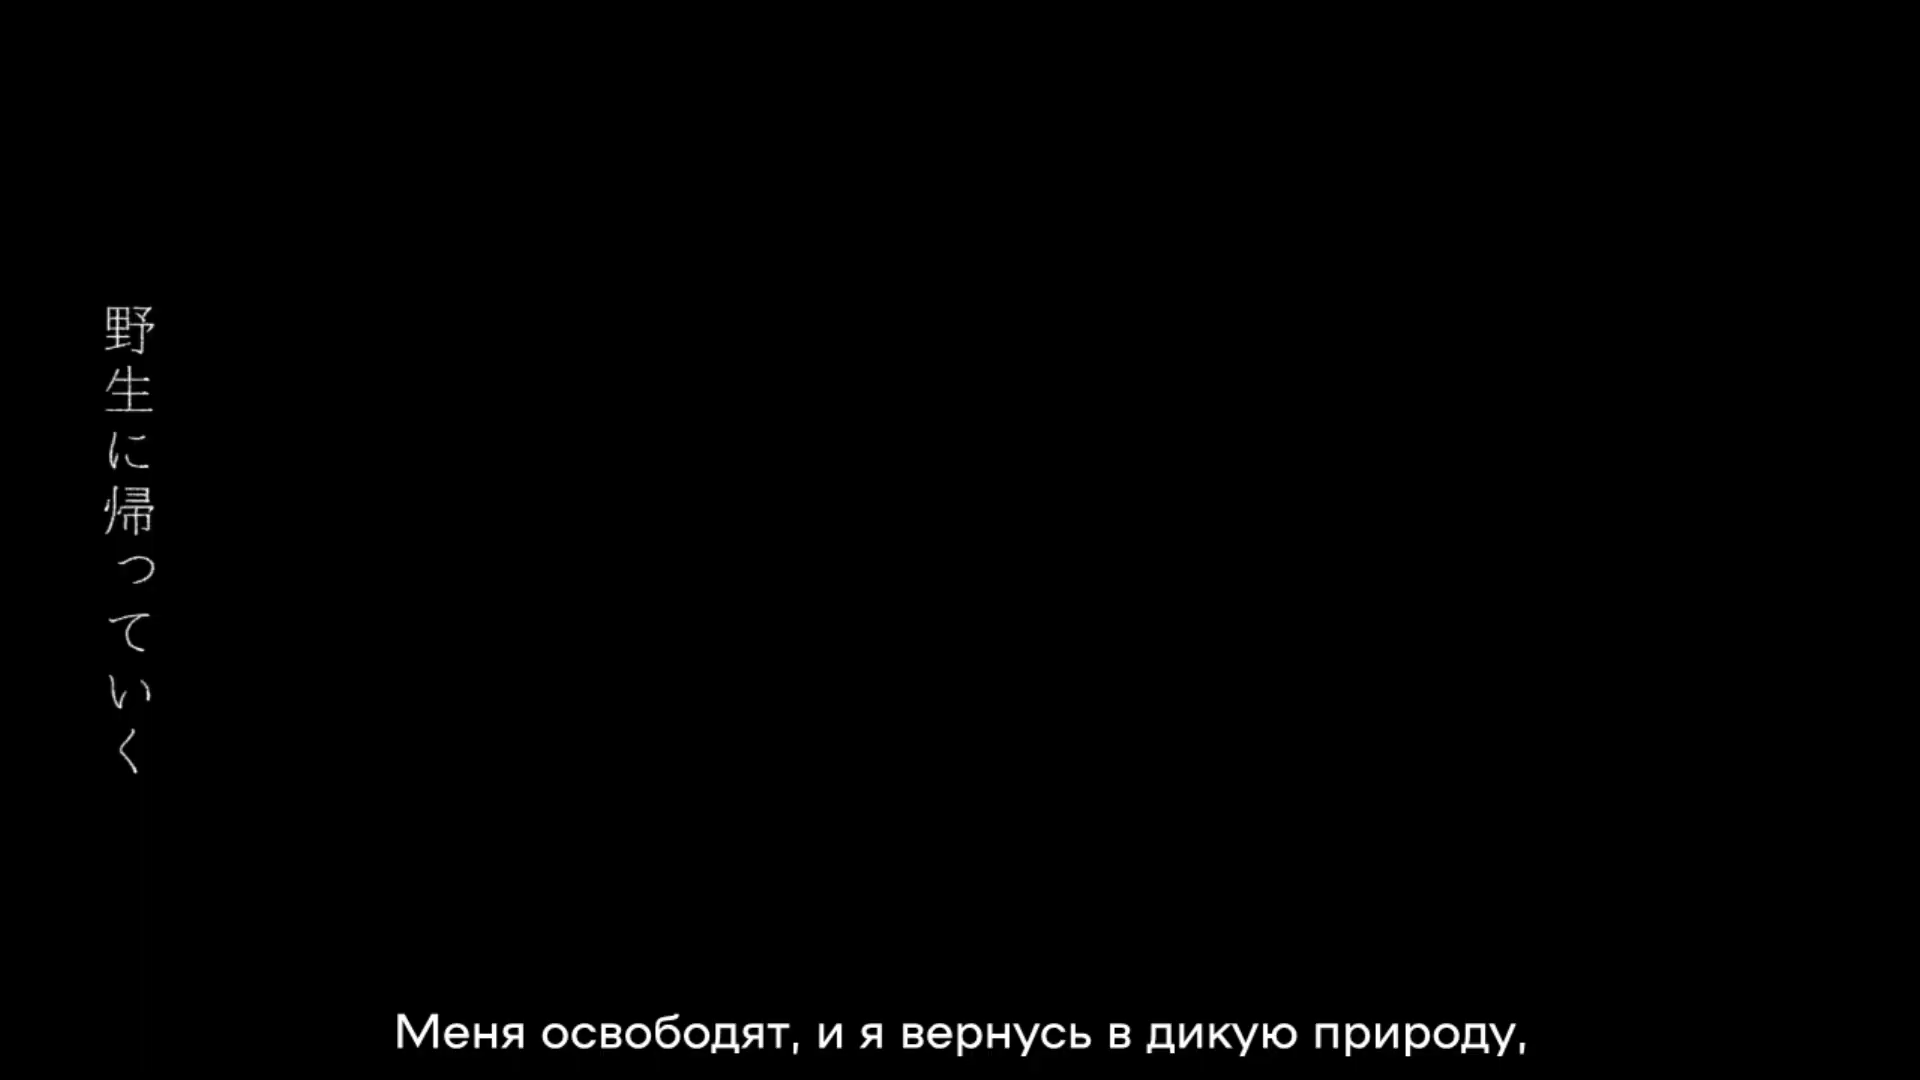 野生に帰っていく
Меня освободят, и я вернусь в дикую природу,